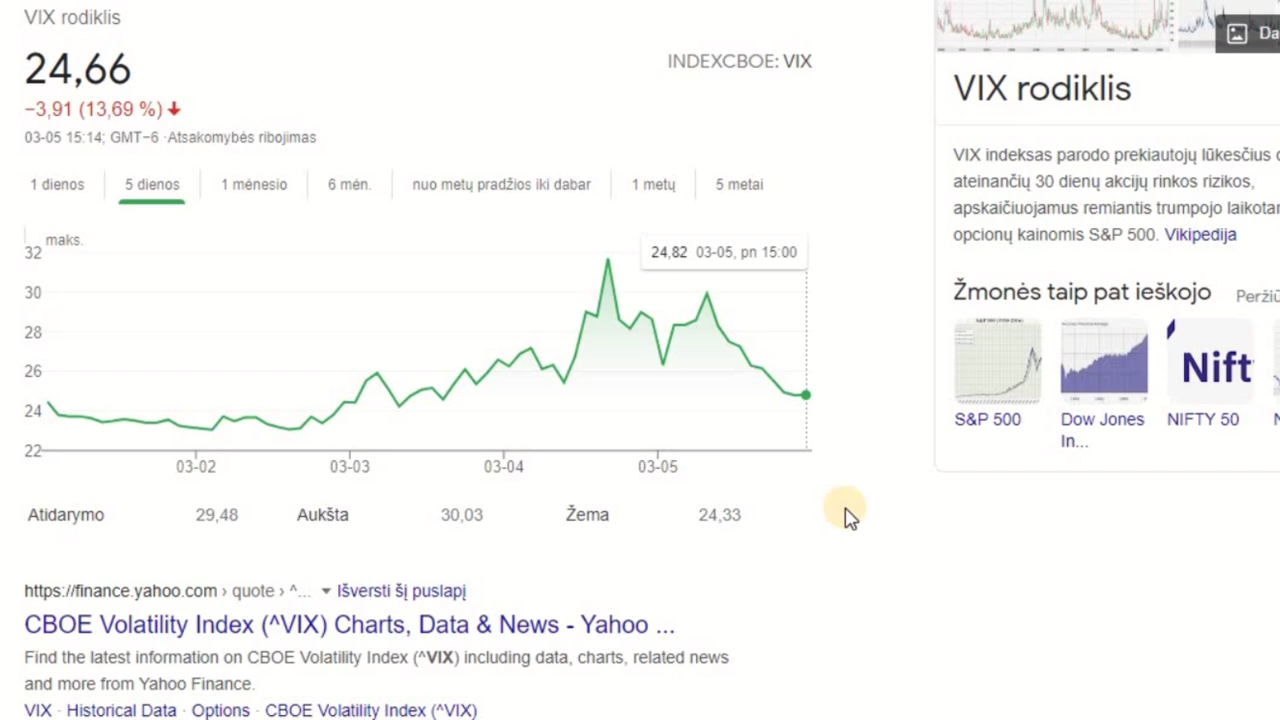 VIX rodiklis
24,66
INDEXCBOE: VIX
−3,91 (13,69 %)
03-05 15:14; GMT−6 ·Atsakomybės ribojimas
1 dienos
5 dienos
1 mėnesio
6 mėn.
nuo metų pradžios iki dabar
1 metų
5 metai
maks.
24,82 03-05, pn 15:00
32
30
28
26
24
22
03-02
03-03
03-04
03-05
Atidarymo 29,48
Aukšta 30,03
Žema 24,33
https://finance.yahoo.com › quote › ^... Išversti šį puslapį
CBOE Volatility Index (^VIX) Charts, Data & News - Yahoo ...
Find the latest information on CBOE Volatility Index (^VIX) including data, charts, related news
and more from Yahoo Finance.
VIX · Historical Data · Options · CBOE Volatility Index (^VIX)
VIX rodiklis
VIX indeksas parodo prekiautojų lūkesčius
ateinančių 30 dienų akcijų rinkos rizikos,
apskaičiuojamus remiantis trumpojo
opcionų kainomis S&P 500. Vikipedija
Žmonės taip pat ieškojo
S&P 500
Dow Jones
In...
Nift
NIFTY 50